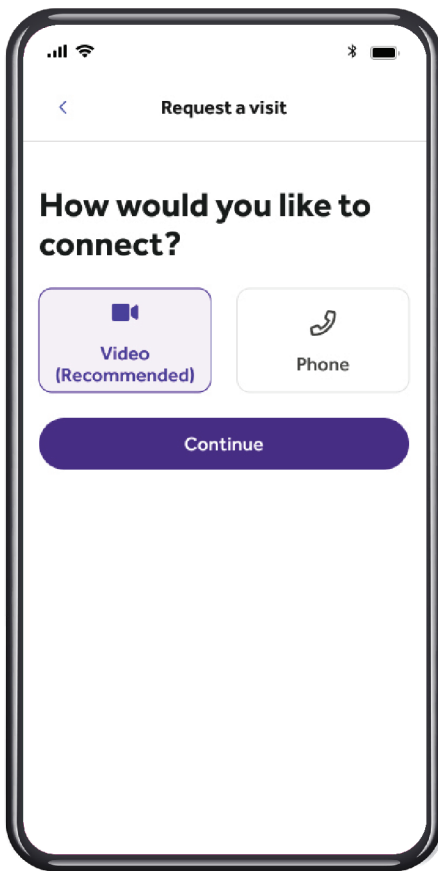 Request a visit
How would you like to
connect?
Video
(Recommended)
Phone
Continue